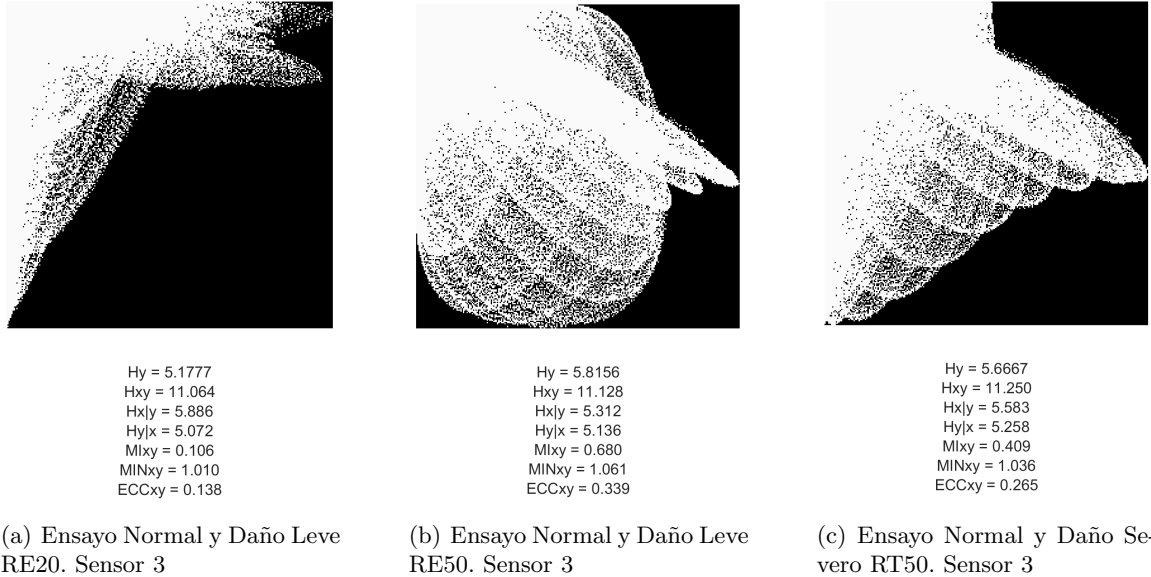 Hy = 5.1777
Hxy = 11.064
Hx|y = 5.886
Hy|x = 5.072
MIxy = 0.106
MINxy = 1.010
ECCxy = 0.138
(a) Ensayo Normal y Daño Leve
RE20. Sensor 3
Hy = 5.8156
Hxy = 11.128
Hx|y = 5.312
Hy|x = 5.136
MIxy = 0.680
MINxy = 1.061
ECCxy = 0.339
(b) Ensayo Normal y Daño Leve
RE50. Sensor 3
Hy = 5.6667
Hxy = 11.250
Hx|y = 5.583
Hy|x = 5.258
MIxy = 0.409
MINxy = 1.036
ECCxy = 0.265
(c) Ensayo Normal y Daño Se-
vero RT50. Sensor 3